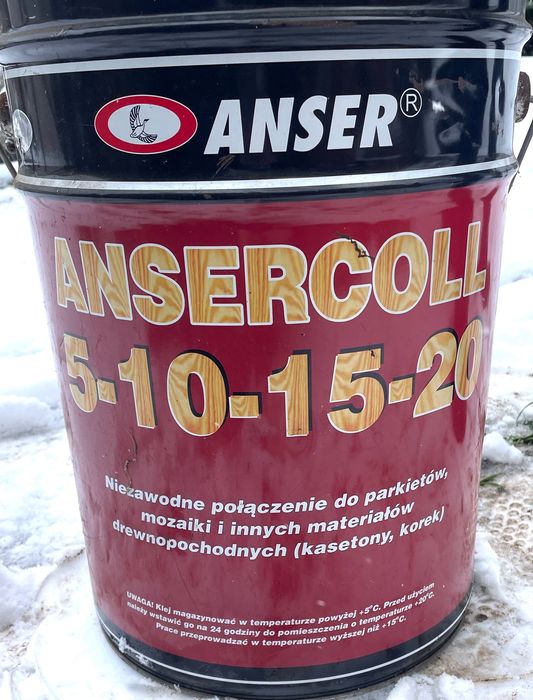 ANSER®
ANSERCOLL
5-10-15-20
Niezawodne połączenie do parkietów,
mozaiki i innych materiałów
drewnopochodnych (kasetony, korek)
UWAGA! Klej magazynować w temperaturze powyżej +5°C. Przed użyciem
należy wstawić go na 24 godziny do pomieszczenia o temperaturze +20°C.
Prace przeprowadzać w temperaturze wyższej niż +15°C.